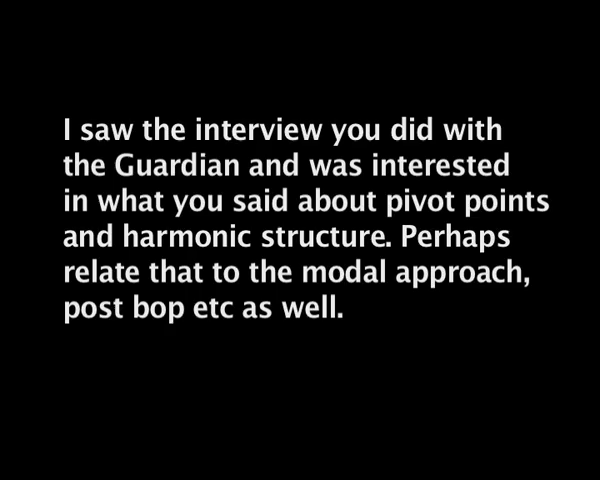 I saw the interview you did with
the Guardian and was interested
in what you said about pivot points
and harmonic structure. Perhaps
relate that to the modal approach,
post bop etc as well.